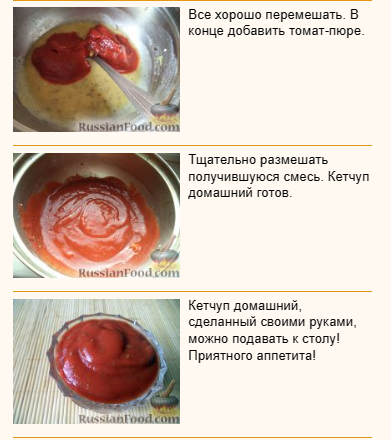 Все хорошо перемешать. В
конце добавить томат-пюре.
RussianFood.com
Тщательно размешать
получившуюся смесь. Кетчуп
домашний готов.
RussianFood.com
Кетчуп домашний,
сделанный своими руками,
можно подавать к столу!
Приятного аппетита!
RussianFood.com